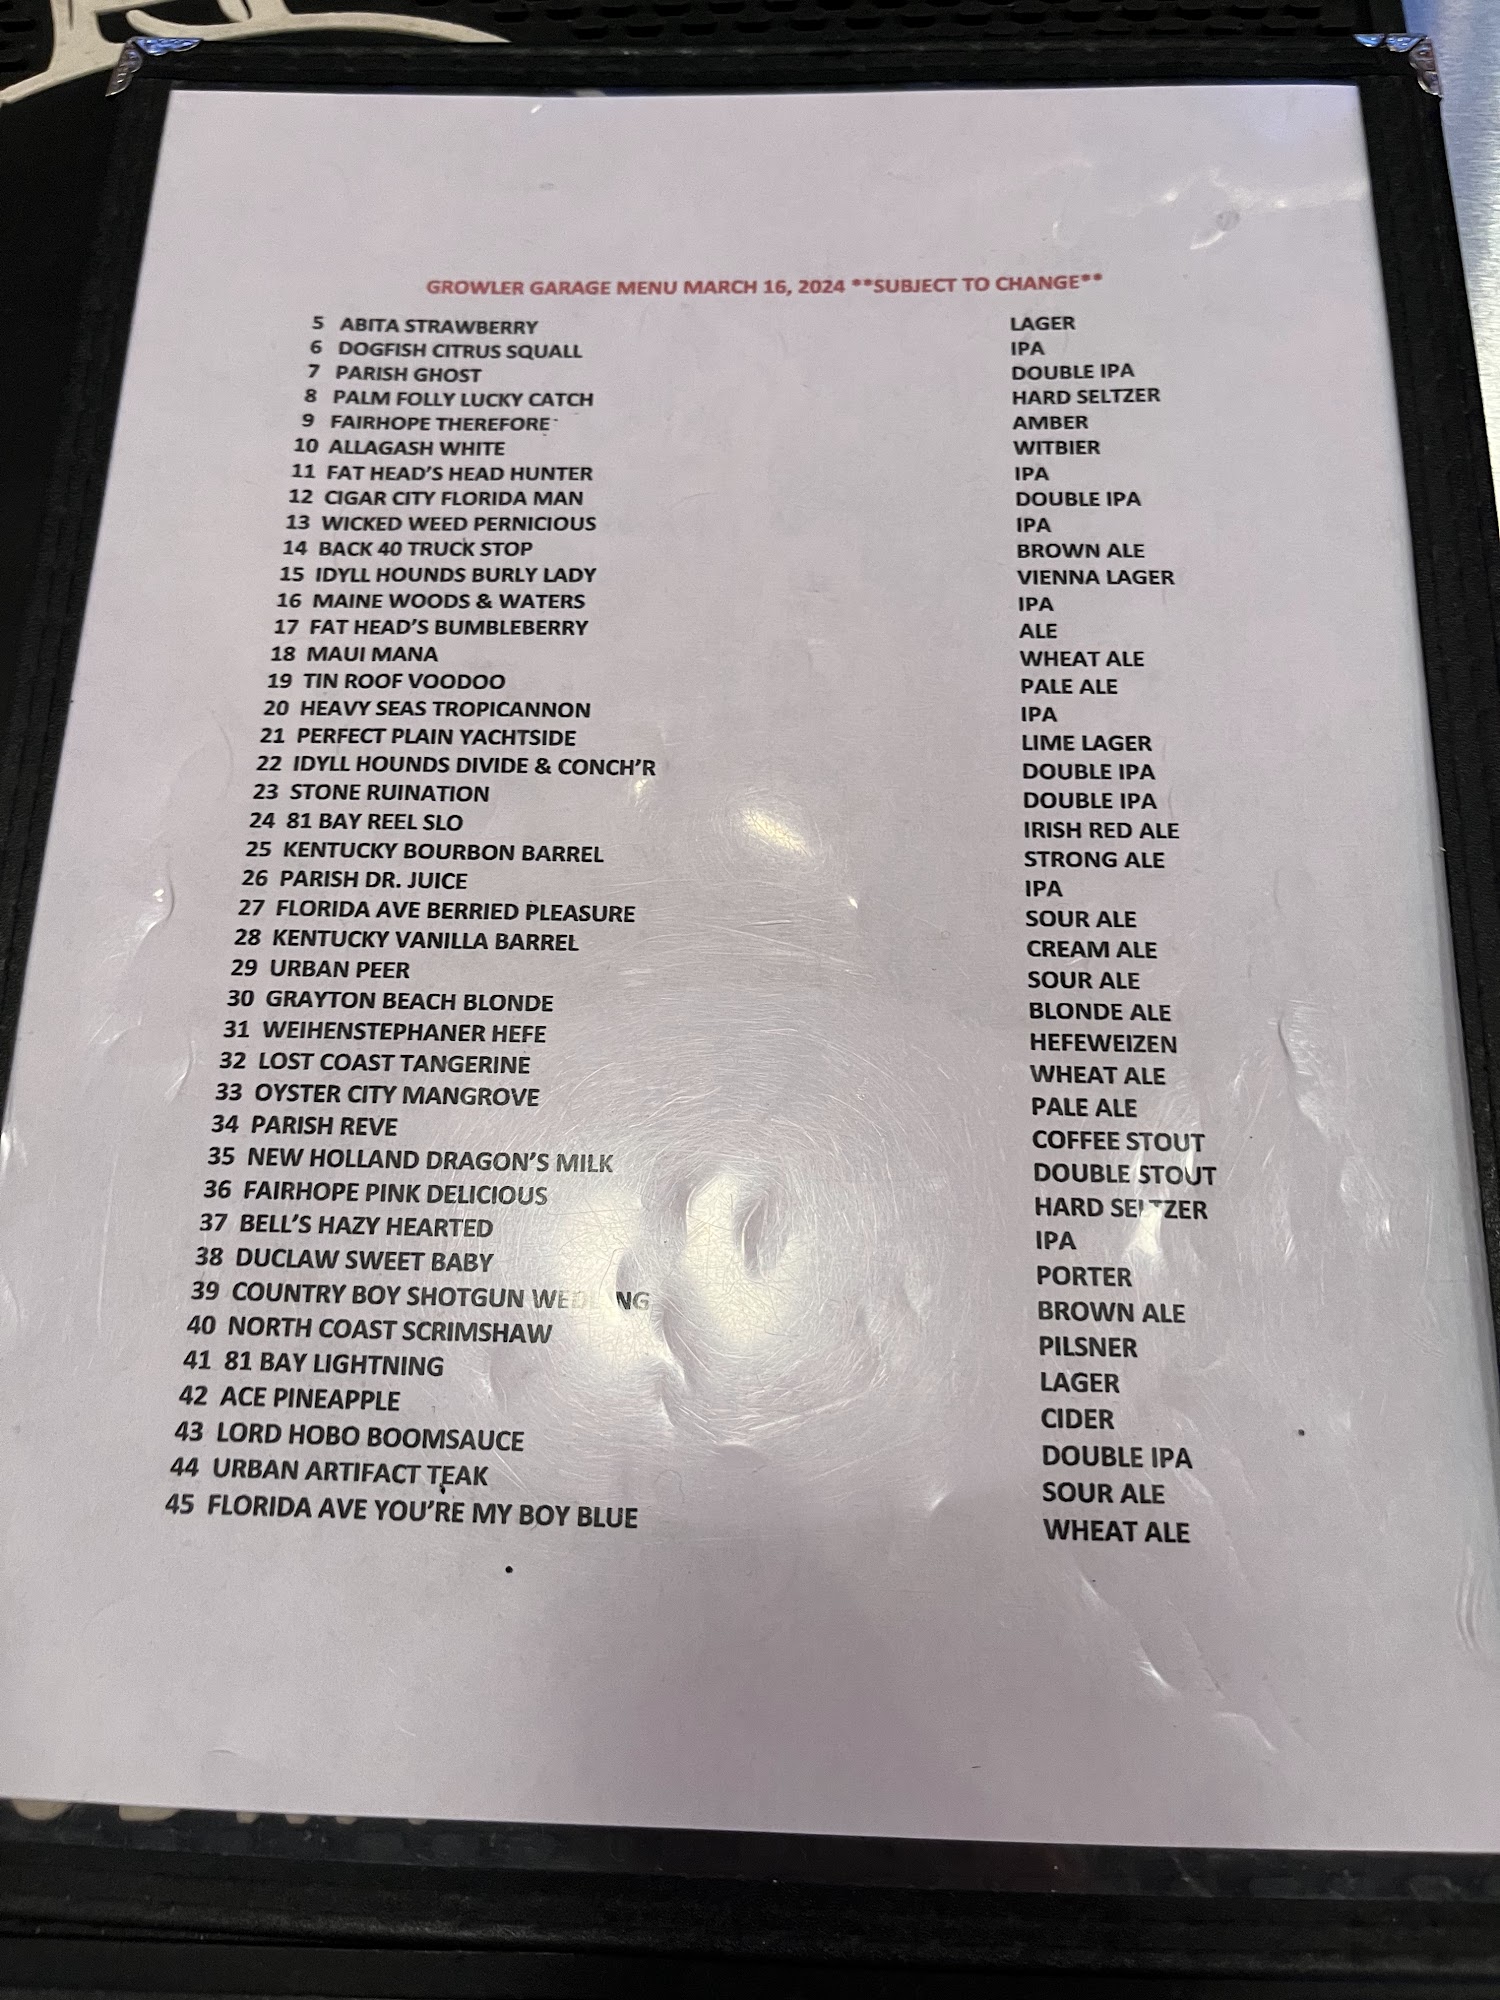 GROWLER GARAGE MENU MARCH 16, 2024 **SUBJECT TO CHANGE**
5 ABITA STRAWBERRY LAGER
6 DOGFISH CITRUS SQUALL IPA
7 PARISH GHOST DOUBLE IPA
8 PALM FOLLY LUCKY CATCH HARD SELTZER
9 FAIRHOPE THEREFORE AMBER
10 ALLAGASH WHITE WITBIER
11 FAT HEAD'S HEAD HUNTER IPA
12 CIGAR CITY FLORIDA MAN DOUBLE IPA
13 WICKED WEED PERNICIOUS IPA
14 BACK 40 TRUCK STOP BROWN ALE
15 IDYLL HOUNDS BURLY LADY VIENNA LAGER
16 MAINE WOODS & WATERS IPA
17 FAT HEAD'S BUMBLEBERRY ALE
18 MAUI MANA WHEAT ALE
19 TIN ROOF VOODOO PALE ALE
20 HEAVY SEAS TROPICANNON IPA
21 PERFECT PLAIN YACHTSIDE LIME LAGER
22 IDYLL HOUNDS DIVIDE & CONCH'R DOUBLE IPA
23 STONE RUINATION DOUBLE IPA
24 81 BAY REEL SLO IRISH RED ALE
25 KENTUCKY BOURBON BARREL STRONG ALE
26 PARISH DR. JUICE IPA
27 FLORIDA AVE BERRIED PLEASURE SOUR ALE
28 KENTUCKY VANILLA BARREL CREAM ALE
29 URBAN PEER SOUR ALE
30 GRAYTON BEACH BLONDE BLONDE ALE
31 WEIHENSTEPHANER HEFE HEFEWEIZEN
32 LOST COAST TANGERINE WHEAT ALE
33 OYSTER CITY MANGROVE PALE ALE
34 PARISH REVE COFFEE STOUT
35 NEW HOLLAND DRAGON'S MILK DOUBLE STOUT
36 FAIRHOPE PINK DELICIOUS HARD SELTZER
37 BELL'S HAZY HEARTED IPA
38 DUCLAW SWEET BABY PORTER
39 COUNTRY BOY SHOTGUN WEDDING BROWN ALE
40 NORTH COAST SCRIMSHAW PILSNER
41 81 BAY LIGHTNING LAGER
42 ACE PINEAPPLE CIDER
43 LORD HOBO BOOMSAUCE DOUBLE IPA
44 URBAN ARTIFACT TEAK SOUR ALE
45 FLORIDA AVE YOU'RE MY BOY BLUE WHEAT ALE